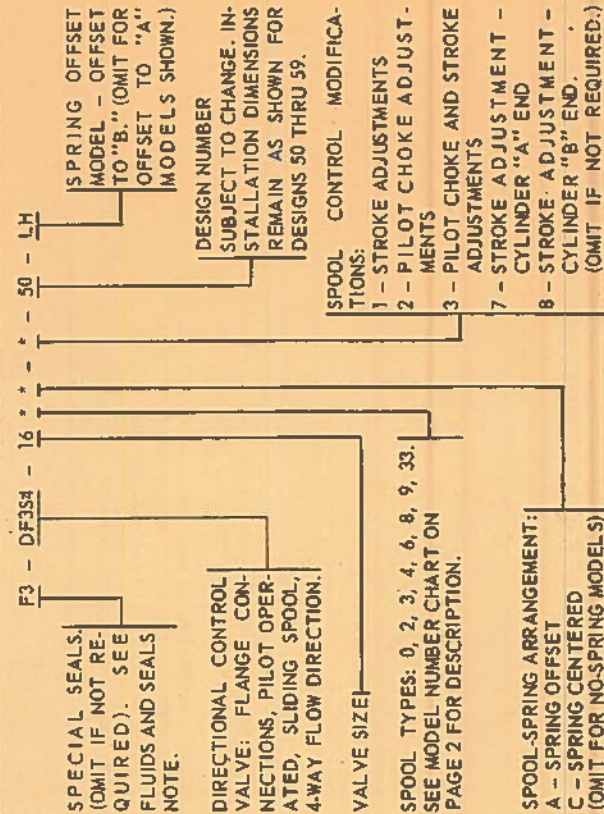 F3 - DF3S4 - 16 * * - * - 50 - LH
SPECIAL SEALS.
(OMIT IF NOT RE-
QUIRED). SEE
FLUIDS AND SEALS
NOTE.
DIRECTIONAL CONTROL
VALVE: FLANGE CON-
NECTIONS, PILOT OPER-
ATED, SLIDING SPOOL,
4-WAY FLOW DIRECTION.
VALVE SIZE
SPOOL TYPES: 0, 2, 3, 4, 6, 8, 9, 33.
SEE MODEL NUMBER CHART ON
PAGE 2 FOR DESCRIPTION.
SPOOL-SPRING ARRANGEMENT:
A - SPRING OFFSET
C - SPRING CENTERED
(OMIT FOR NO-SPRING MODELS)
SPRING OFFSET
MODEL - OFFSET
TO "B." (OMIT FOR
OFFSET TO "A"
MODELS SHOWN.)
DESIGN NUMBER
SUBJECT TO CHANGE. IN-
STALLATION DIMENSIONS
REMAIN AS SHOWN FOR
DESIGNS 50 THRU 59.
SPOOL CONTROL MODIFICA-
TIONS:
1 - STROKE ADJUSTMENTS
2 - PILOT CHOKE ADJUST-
MENTS
3 - PILOT CHOKE AND STROKE
ADJUSTMENTS
7 - STROKE ADJUSTMENT -
CYLINDER "A" END
8 - STROKE ADJUSTMENT -
CYLINDER "B" END.
(OMIT IF NOT REQUIRED.)